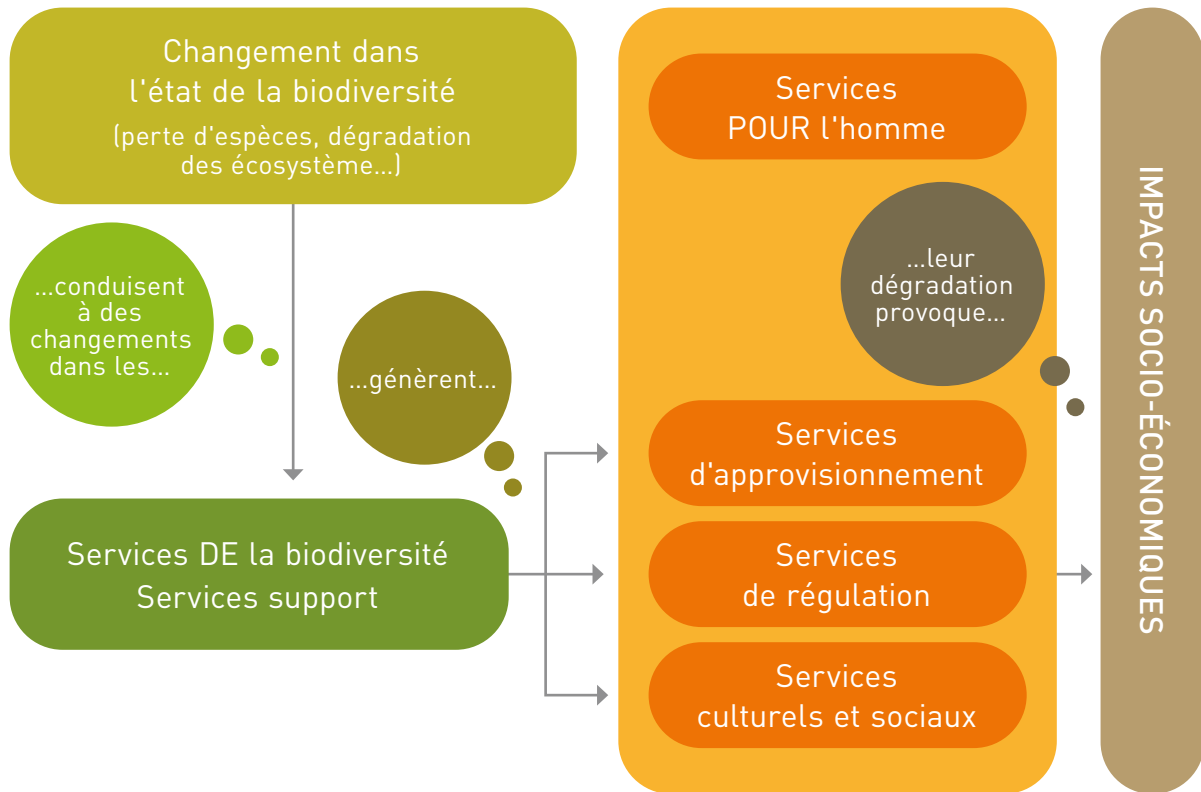 Changement dans
l'état de la biodiversité
(perte d'espèces, dégradation
des écosystème...)
...conduisent
à des
changements
dans les...
Services DE la biodiversité
Services support
...génèrent...
Services
POUR l'homme
...leur
dégradation
provoque...
Services
d'approvisionnement
Services
de régulation
Services
culturels et sociaux
IMPACTS SOCIO-ÉCONOMIQUES